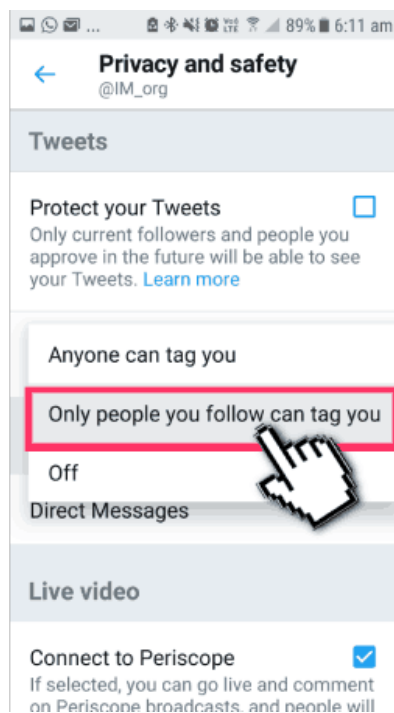 ... 89% 6:11 am
Privacy and safety
@IM_org
Tweets
Protect your Tweets
Only current followers and people you
approve in the future will be able to see
your Tweets. Learn more
Anyone can tag you
Only people you follow can tag you
Off
Direct Messages
Live video
Connect to Periscope
If selected, you can go live and comment
on Periscope broadcasts, and people will